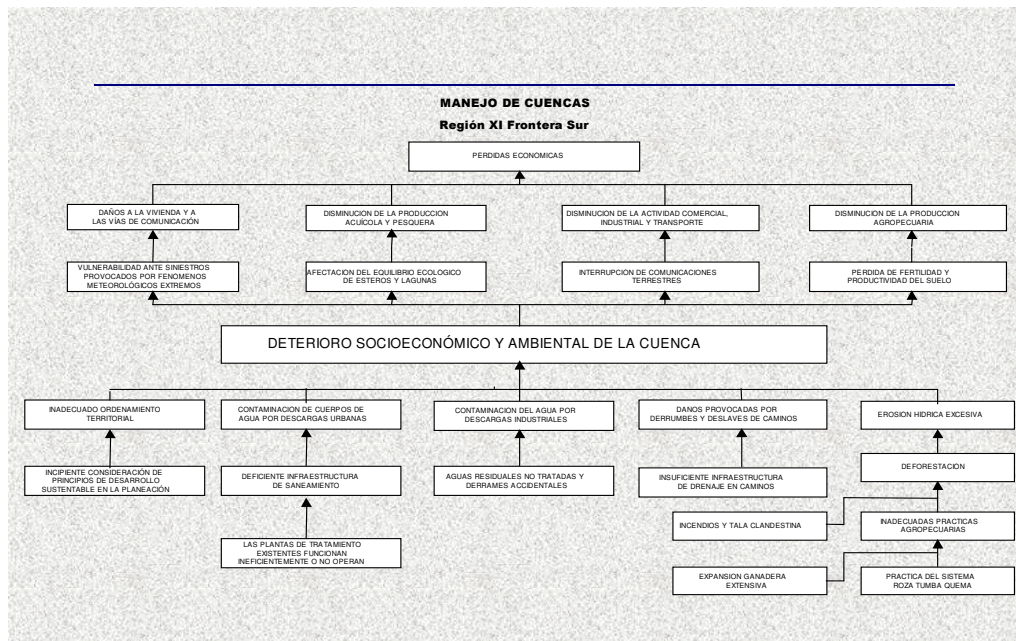 MANEJO DE CUENCAS
Región XI Frontera Sur
PERDIDAS ECONOMICAS
DAÑOS A LA VIVIENDA Y A
LAS VÍAS DE COMUNICACIÓN
DISMINUCION DE LA PRODUCCION
ACUÍCOLA Y PESQUERA
DISMINUCION DE LA ACTIVIDAD COMERCIAL,
INDUSTRIAL Y TRANSPORTE
DISMINUCION DE LA PRODUCCION
AGROPECUARIA
VULNERABILIDAD ANTE SINIESTROS
PROVOCADOS POR FENOMENOS
METEOROLÓGICOS EXTREMOS
AFECTACION DEL EQUILIBRIO ECOLOGICO
DE ESTEROS Y LAGUNAS
INTERRUPCION DE COMUNICACIONES
TERRESTRES
PERDIDA DE FERTILIDAD Y
PRODUCTIVIDAD DEL SUELO
DETERIORO SOCIOECONÓMICO Y AMBIENTAL DE LA CUENCA
INADECUADO ORDENAMIENTO
TERRITORIAL
CONTAMINACION DE CUERPOS DE
AGUA POR DESCARGAS URBANAS
CONTAMINACION DEL AGUA POR
DESCARGAS INDUSTRIALES
DANOS PROVOCADAS POR
DERRUMBES Y DESLAVES DE CAMINOS
EROSION HIDRICA EXCESIVA
INCIPIENTE CONSIDERACIÓN DE
PRINCIPIOS DE DESARROLLO
SUSTENTABLE EN LA PLANEACIÓN
DEFICIENTE INFRAESTRUCTURA
DE SANEAMIENTO
AGUAS RESIDUALES NO TRATADAS Y
DERRAMES ACCIDENTALES
INSUFICIENTE INFRAESTRUCTURA
DE DRENAJE EN CAMINOS
DEFORESTACION
INCENDIOS Y TALA CLANDESTINA
INADECUADAS PRACTICAS
AGROPECUARIAS
LAS PLANTAS DE TRATAMIENTO
EXISTENTES FUNCIONAN
INEFICIENTEMENTE O NO OPERAN
EXPANSION GANADERA
EXTENSIVA
PRACTICA DEL SISTEMA
ROZA TUMBA QUEMA